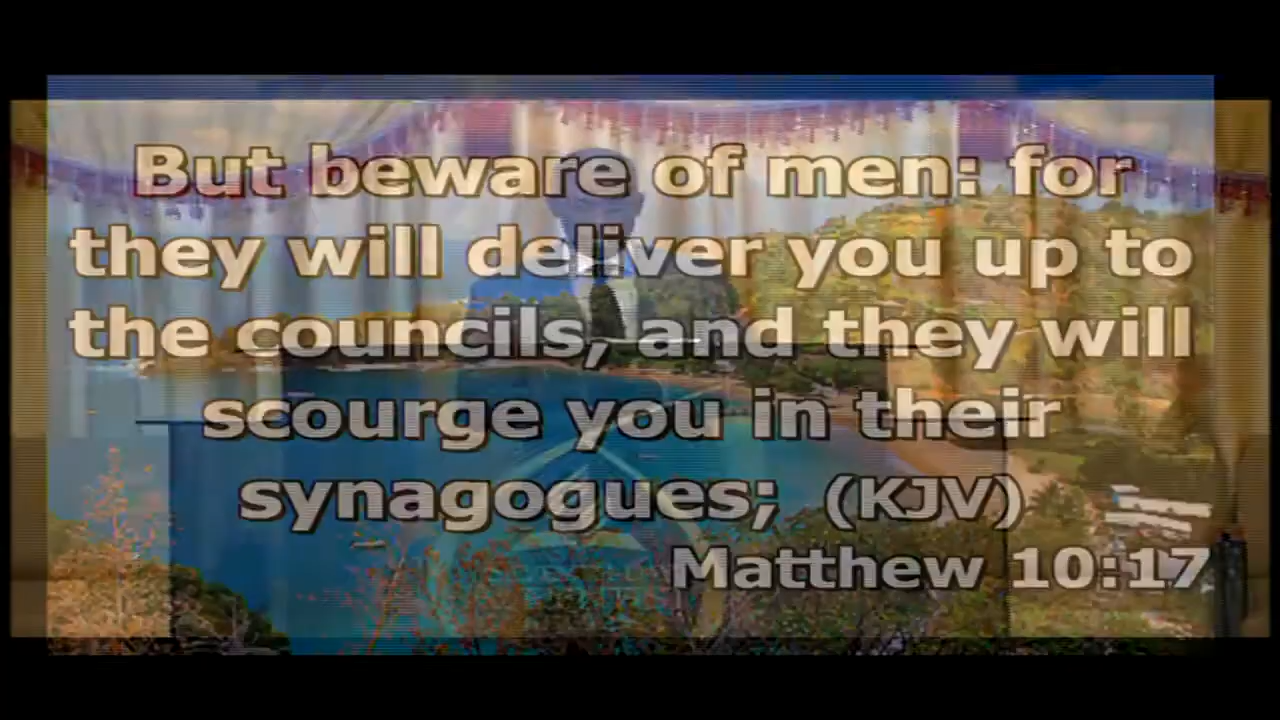 But beware of men: for
they will deliver you up to
the councils, and they will
scourge you in their
synagogues; (KJV)
Matthew 10:17